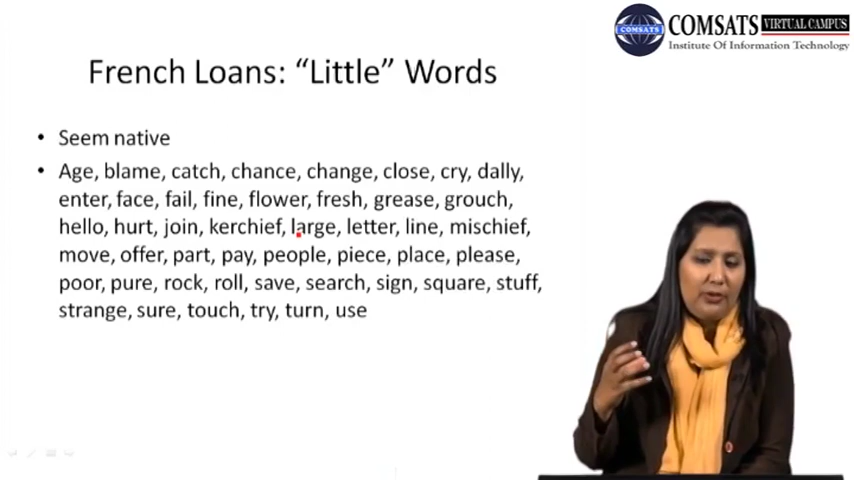 COMSATS VIRTUAL CAMPUS
COMSATS
Institute Of Information Technology
French Loans: “Little” Words
• Seem native
• Age, blame, catch, chance, change, close, cry, dally,
enter, face, fail, fine, flower, fresh, grease, grouch,
hello, hurt, join, kerchief, large, letter, line, mischief,
move, offer, part, pay, people, piece, place, please,
poor, pure, rock, roll, save, search, sign, square, stuff,
strange, sure, touch, try, turn, use